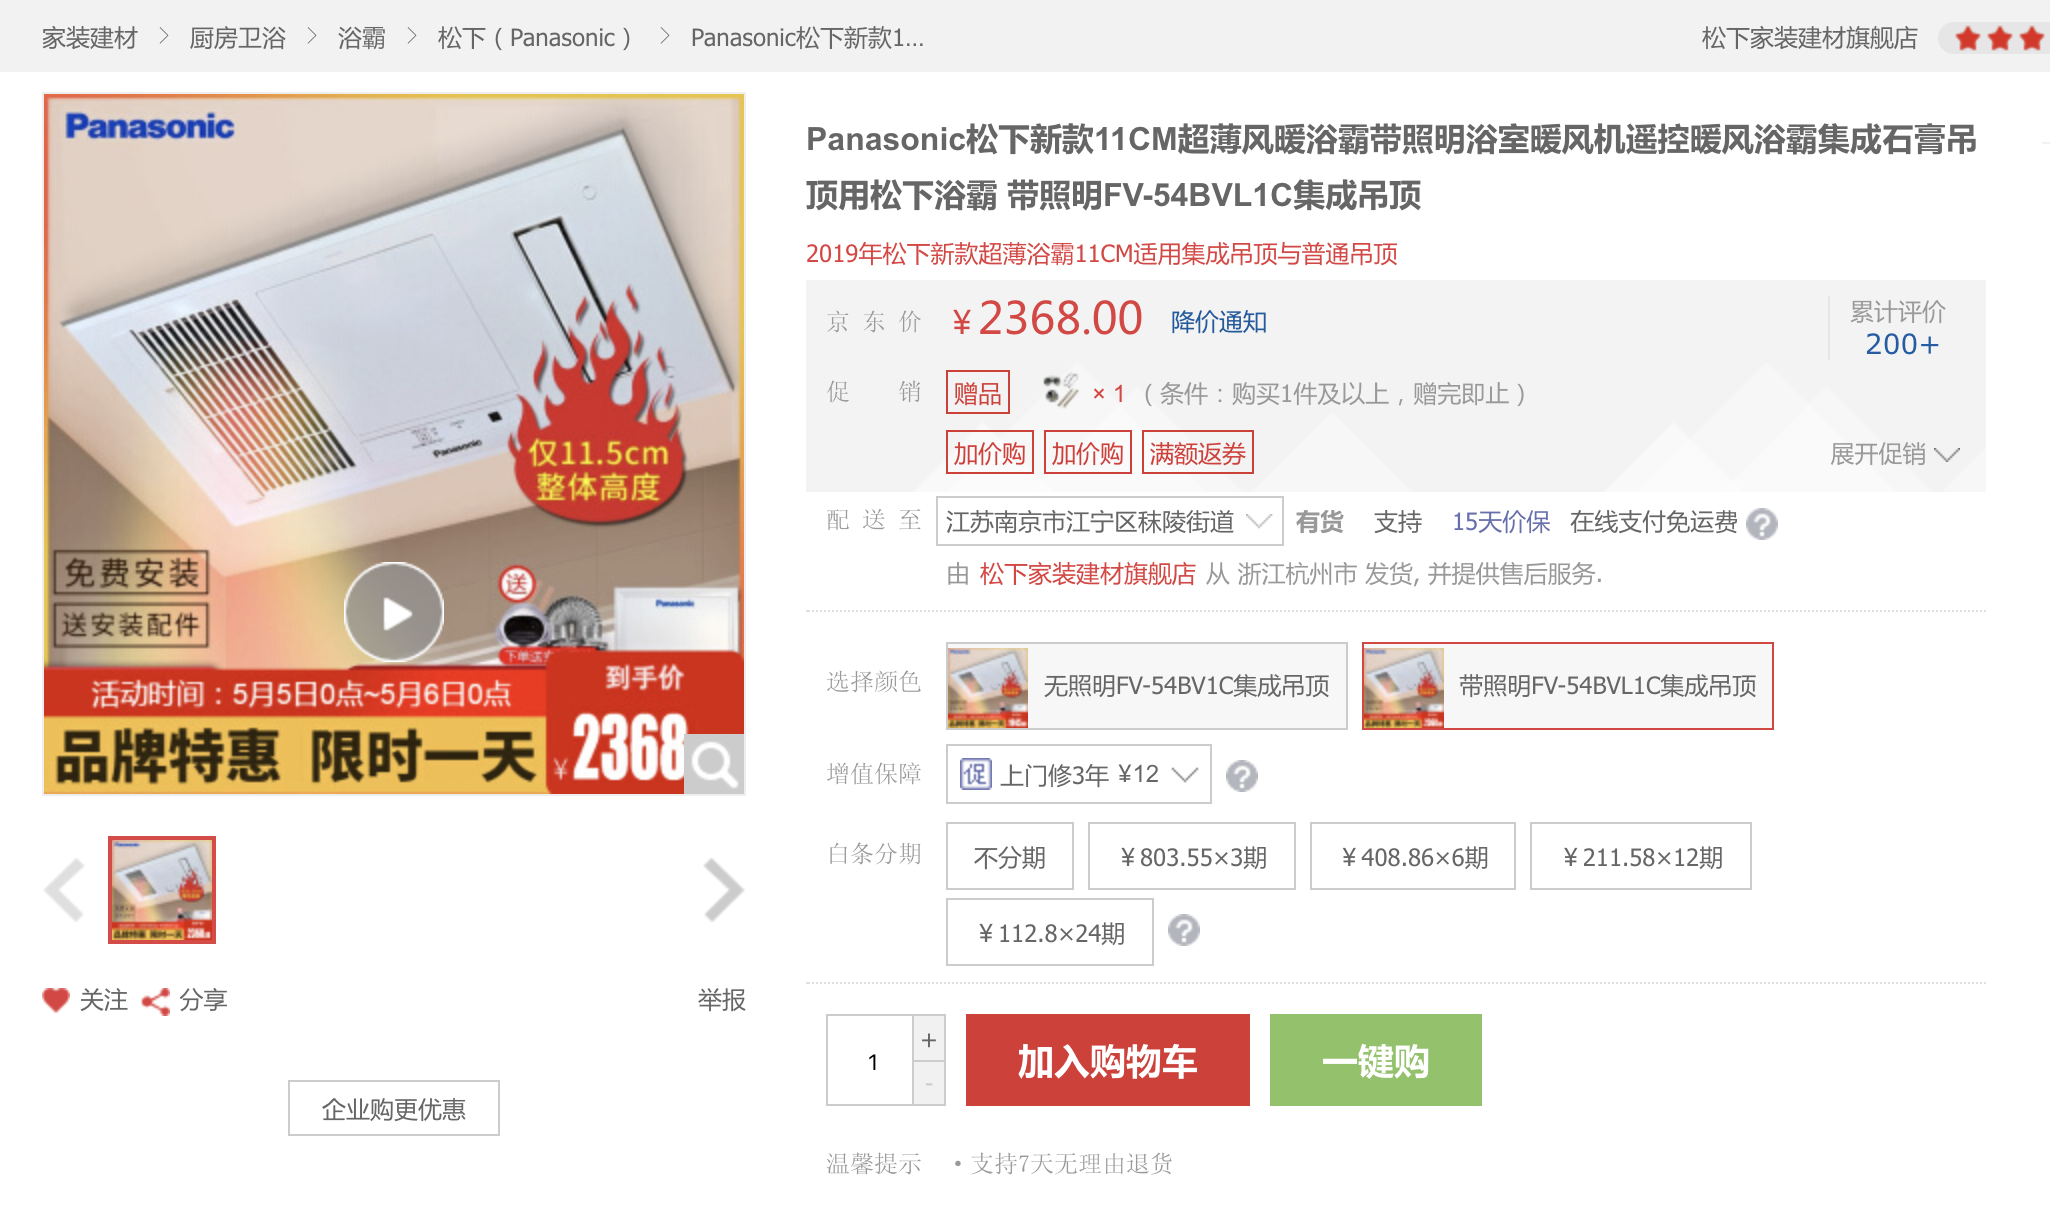 家装建材 > 厨房卫浴 > 浴霸 > 松下（Panasonic） > Panasonic松下新款1...
松下家装建材旗舰店
Panasonic
仅11.5cm
整体高度
免费安装
送安装配件
送
Panasonic
Panasonic
活动时间：5月5日0点~5月6日0点
到手价
品牌特惠 限时一天
¥2368
关注 分享
举报
企业购更优惠
Panasonic松下新款11CM超薄风暖浴霸带照明浴室暖风机遥控暖风浴霸集成石膏吊
顶用松下浴霸 带照明FV-54BVL1C集成吊顶
2019年松下新款超薄浴霸11CM适用集成吊顶与普通吊顶
京东价 ¥2368.00 降价通知
累计评价
200+
促销 赠品 ×1（条件：购买1件及以上，赠完即止）
加价购 加价购 满额返券
展开促销
配送至 江苏南京市江宁区秣陵街道 有货 支持 15天价保 在线支付免运费 ?
由 松下家装建材旗舰店 从 浙江杭州市 发货, 并提供售后服务.
选择颜色 无照明FV-54BV1C集成吊顶 带照明FV-54BVL1C集成吊顶
增值保障 促 上门修3年 ¥12 ?
白条分期 不分期 ￥803.55×3期 ￥408.86×6期 ￥211.58×12期
￥112.8×24期 ?
1 + -
加入购物车 一键购
温馨提示 •支持7天无理由退货